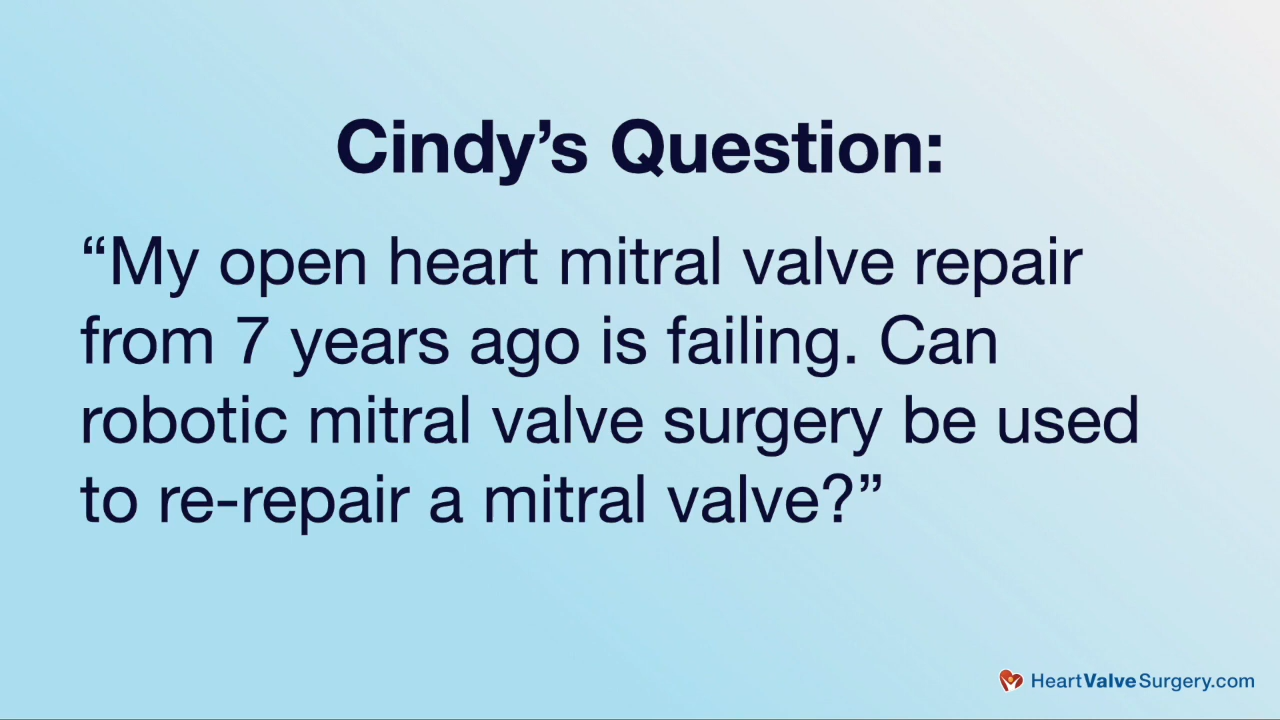 Cindy’s Question:
“My open heart mitral valve repair
from 7 years ago is failing. Can
robotic mitral valve surgery be used
to re-repair a mitral valve?”
HeartValveSurgery.com